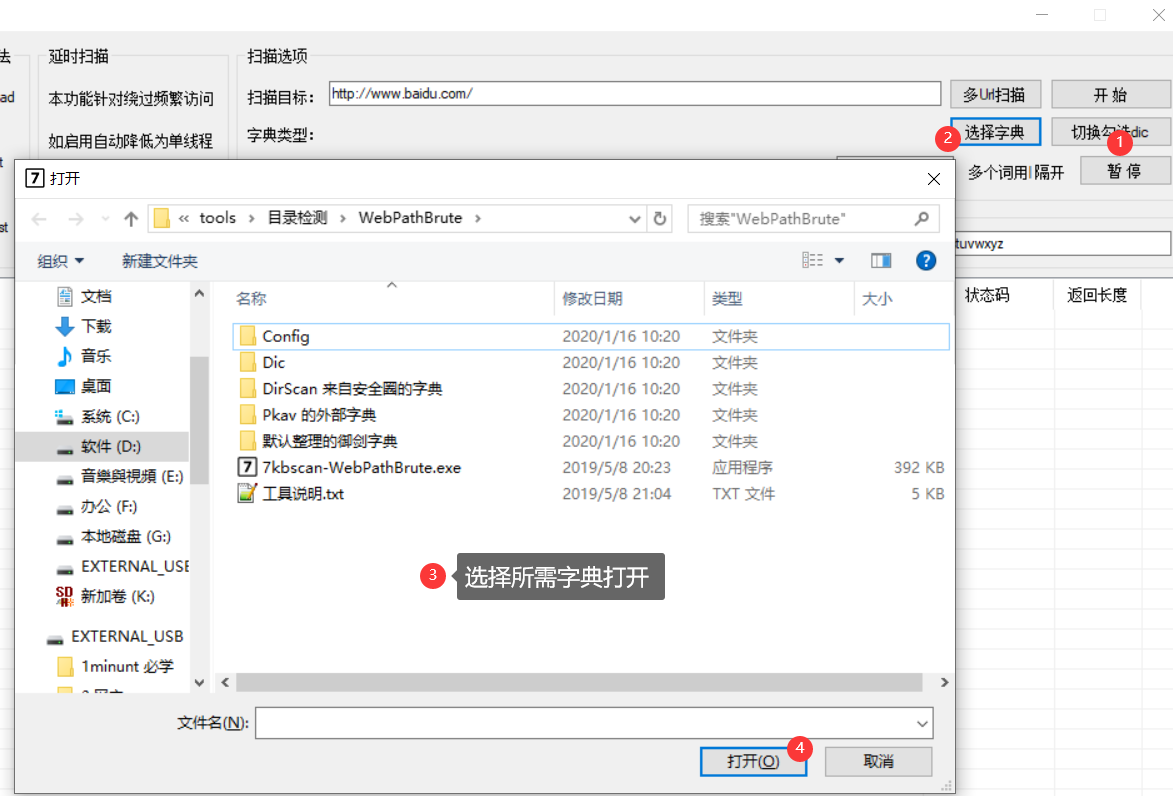 法
延时扫描
扫描选项
ad
本功能针对绕过频繁访问
扫描目标：
http://www.baidu.com/
多Url扫描
开 始
如启用自动降低为单线程
字典类型：
2
选择字典
切换勾选dic
1
t
多个词用|隔开
暂 停
st
tuvwxyz
状态码
返回长度
7 打开
« tools > 目录检测 > WebPathBrute >
搜索"WebPathBrute"
组织
新建文件夹
?
文档
下载
音乐
桌面
系统 (C:)
软件 (D:)
音樂與視頻 (E:)
办公 (F:)
本地磁盘 (G:)
EXTERNAL_USB
SD
新加卷 (K:)
EXTERNAL_USB
1minunt 必学
名称 修改日期 类型 大小
Config 2020/1/16 10:20 文件夹
Dic 2020/1/16 10:20 文件夹
DirScan 来自安全圈的字典 2020/1/16 10:20 文件夹
Pkav 的外部字典 2020/1/16 10:20 文件夹
默认整理的御剑字典 2020/1/16 10:20 文件夹
7 7kbscan-WebPathBrute.exe 2019/5/8 20:23 应用程序 392 KB
工具说明.txt 2019/5/8 21:04 TXT 文件 5 KB
3 选择所需字典打开
文件名(N):
打开(O)
4
取消